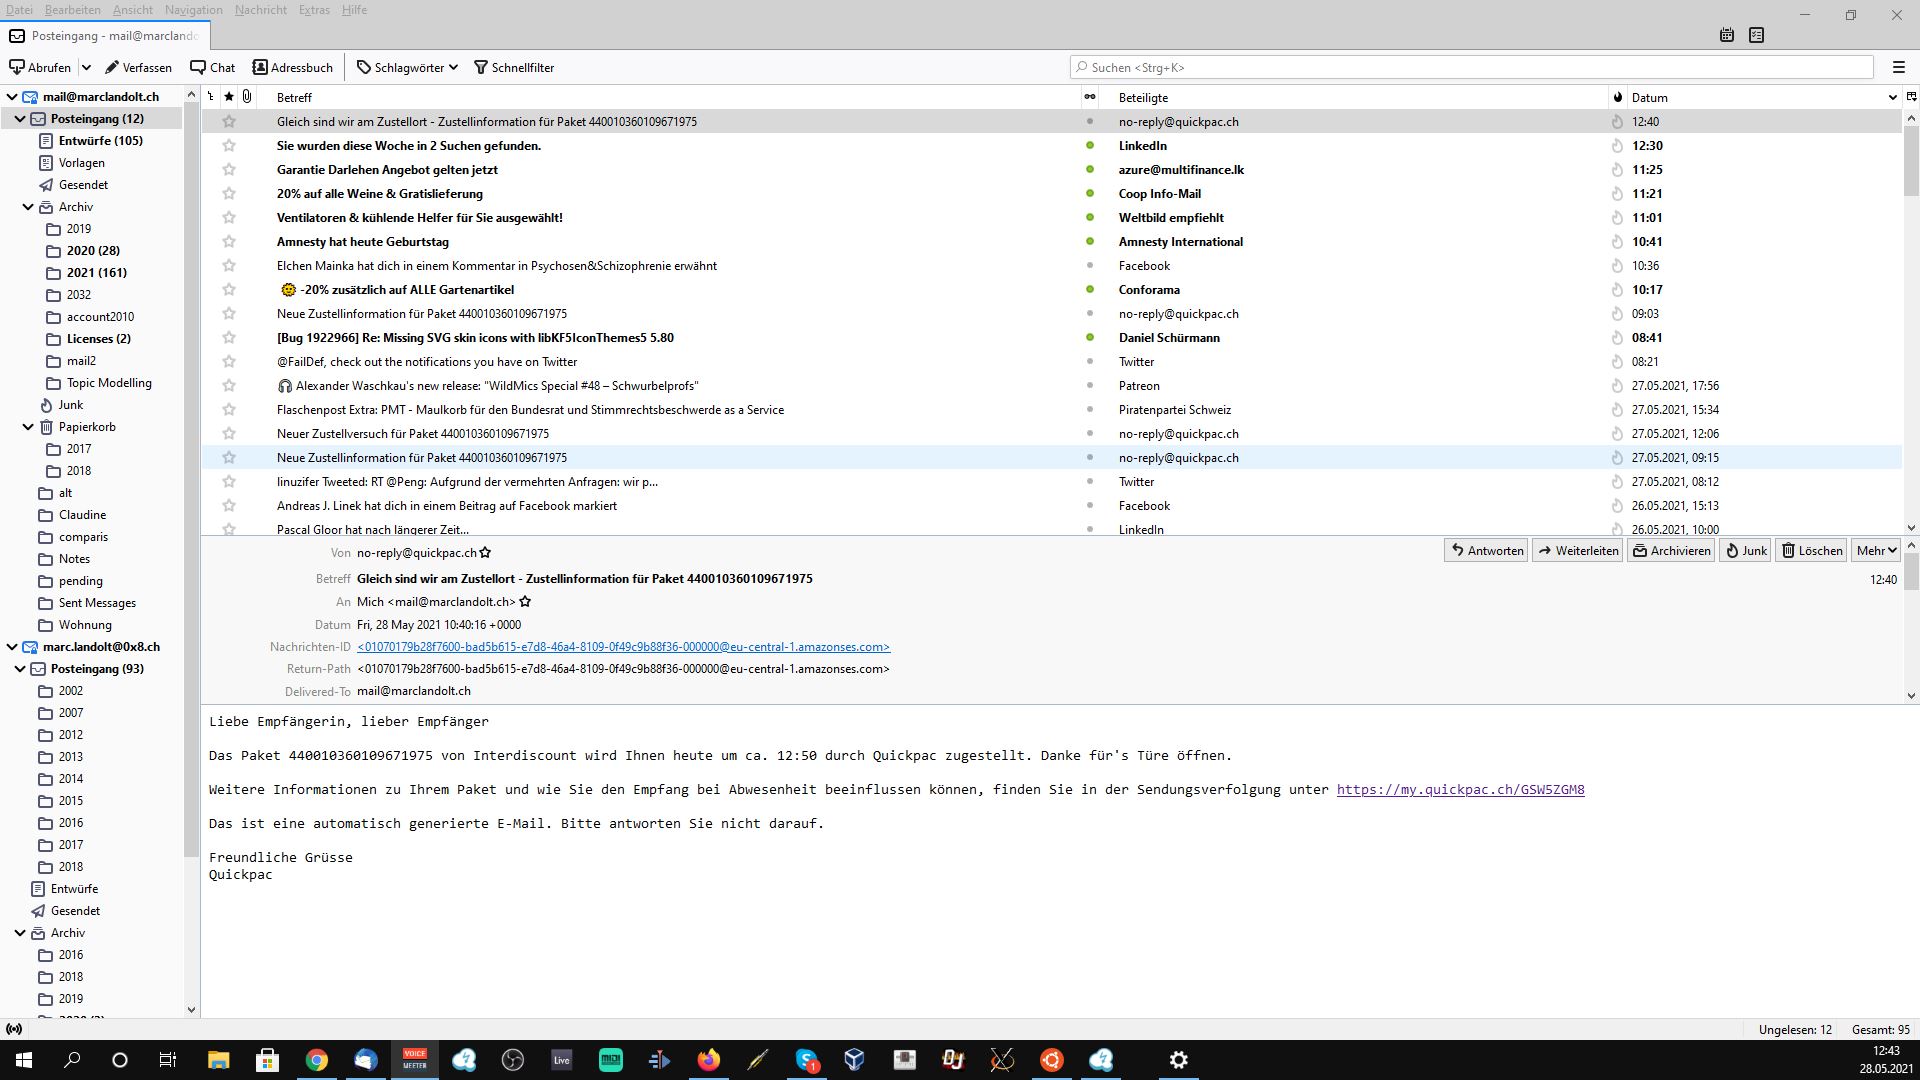 Datei Bearbeiten Ansicht Navigation Nachricht Extras Hilfe
Posteingang - mail@marclando
Abrufen Verfassen Chat Adressbuch Schlagwörter Schnellfilter Suchen <Strg+K>
mail@marclandolt.ch
Posteingang (12)
Entwürfe (105)
Vorlagen
Gesendet
Archiv
2019
2020 (28)
2021 (161)
2032
account2010
Licenses (2)
mail2
Topic Modelling
Junk
Papierkorb
2017
2018
alt
Claudine
comparis
Notes
pending
Sent Messages
Wohnung
marc.landolt@0x8.ch
Posteingang (93)
2002
2007
2012
2013
2014
2015
2016
2017
2018
Entwürfe
Gesendet
Archiv
2016
2018
2019
Betreff Beteiligte Datum
Gleich sind wir am Zustellort - Zustellinformation für Paket 440010360109671975 no-reply@quickpac.ch 12:40
Sie wurden diese Woche in 2 Suchen gefunden. LinkedIn 12:30
Garantie Darlehen Angebot gelten jetzt azure@multifinance.lk 11:25
20% auf alle Weine & Gratislieferung Coop Info-Mail 11:21
Ventilatoren & kühlende Helfer für Sie ausgewählt! Weltbild empfiehlt 11:01
Amnesty hat heute Geburtstag Amnesty International 10:41
Elchen Mainka hat dich in einem Kommentar in Psychosen&Schizophrenie erwähnt Facebook 10:36
🌞 -20% zusätzlich auf ALLE Gartenartikel Conforama 10:17
Neue Zustellinformation für Paket 440010360109671975 no-reply@quickpac.ch 09:03
[Bug 1922966] Re: Missing SVG skin icons with libKF5IconThemes5 5.80 Daniel Schürmann 08:41
@FailDef, check out the notifications you have on Twitter Twitter 08:21
🎧 Alexander Waschkau's new release: "WildMics Special #48 – Schwurbelprofs" Patreon 27.05.2021, 17:56
Flaschenpost Extra: PMT - Maulkorb für den Bundesrat und Stimmrechtsbeschwerde as a Service Piratenpartei Schweiz 27.05.2021, 15:34
Neuer Zustellversuch für Paket 440010360109671975 no-reply@quickpac.ch 27.05.2021, 12:06
Neue Zustellinformation für Paket 440010360109671975 no-reply@quickpac.ch 27.05.2021, 09:15
linuzifer Tweeted: RT @Peng: Aufgrund der vermehrten Anfragen: wir p... Twitter 27.05.2021, 08:12
Andreas J. Linek hat dich in einem Beitrag auf Facebook markiert Facebook 26.05.2021, 15:13
Pascal Gloor hat nach längerer Zeit... LinkedIn 26.05.2021, 10:00
Von no-reply@quickpac.ch Antworten Weiterleiten Archivieren Junk Löschen Mehr
Betreff Gleich sind wir am Zustellort - Zustellinformation für Paket 440010360109671975 12:40
An Mich <mail@marclandolt.ch>
Datum Fri, 28 May 2021 10:40:16 +0000
Nachrichten-ID <01070179b28f7600-bad5b615-e7d8-46a4-8109-0f49c9b88f36-000000@eu-central-1.amazonses.com>
Return-Path <01070179b28f7600-bad5b615-e7d8-46a4-8109-0f49c9b88f36-000000@eu-central-1.amazonses.com>
Delivered-To mail@marclandolt.ch
Liebe Empfängerin, lieber Empfänger
Das Paket 440010360109671975 von Interdiscount wird Ihnen heute um ca. 12:50 durch Quickpac zugestellt. Danke für's Türe öffnen.
Weitere Informationen zu Ihrem Paket und wie Sie den Empfang bei Abwesenheit beeinflussen können, finden Sie in der Sendungsverfolgung unter https://my.quickpac.ch/GSW5ZGM8
Das ist eine automatisch generierte E-Mail. Bitte antworten Sie nicht darauf.
Freundliche Grüsse
Quickpac
Ungelesen: 12 Gesamt: 95
VOICE
MEETER
Live
MIDI
1
12:43
28.05.2021